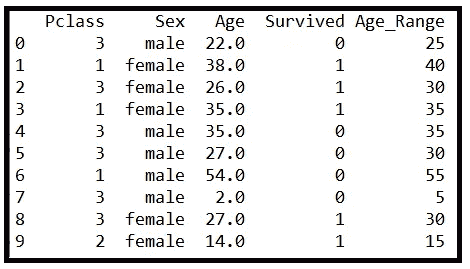 Pclass Sex Age Survived Age_Range
0 3 male 22.0 0 25
1 1 female 38.0 1 40
2 3 female 26.0 1 30
3 1 female 35.0 1 35
4 3 male 35.0 0 35
5 3 male 27.0 0 30
6 1 male 54.0 0 55
7 3 male 2.0 0 5
8 3 female 27.0 1 30
9 2 female 14.0 1 15